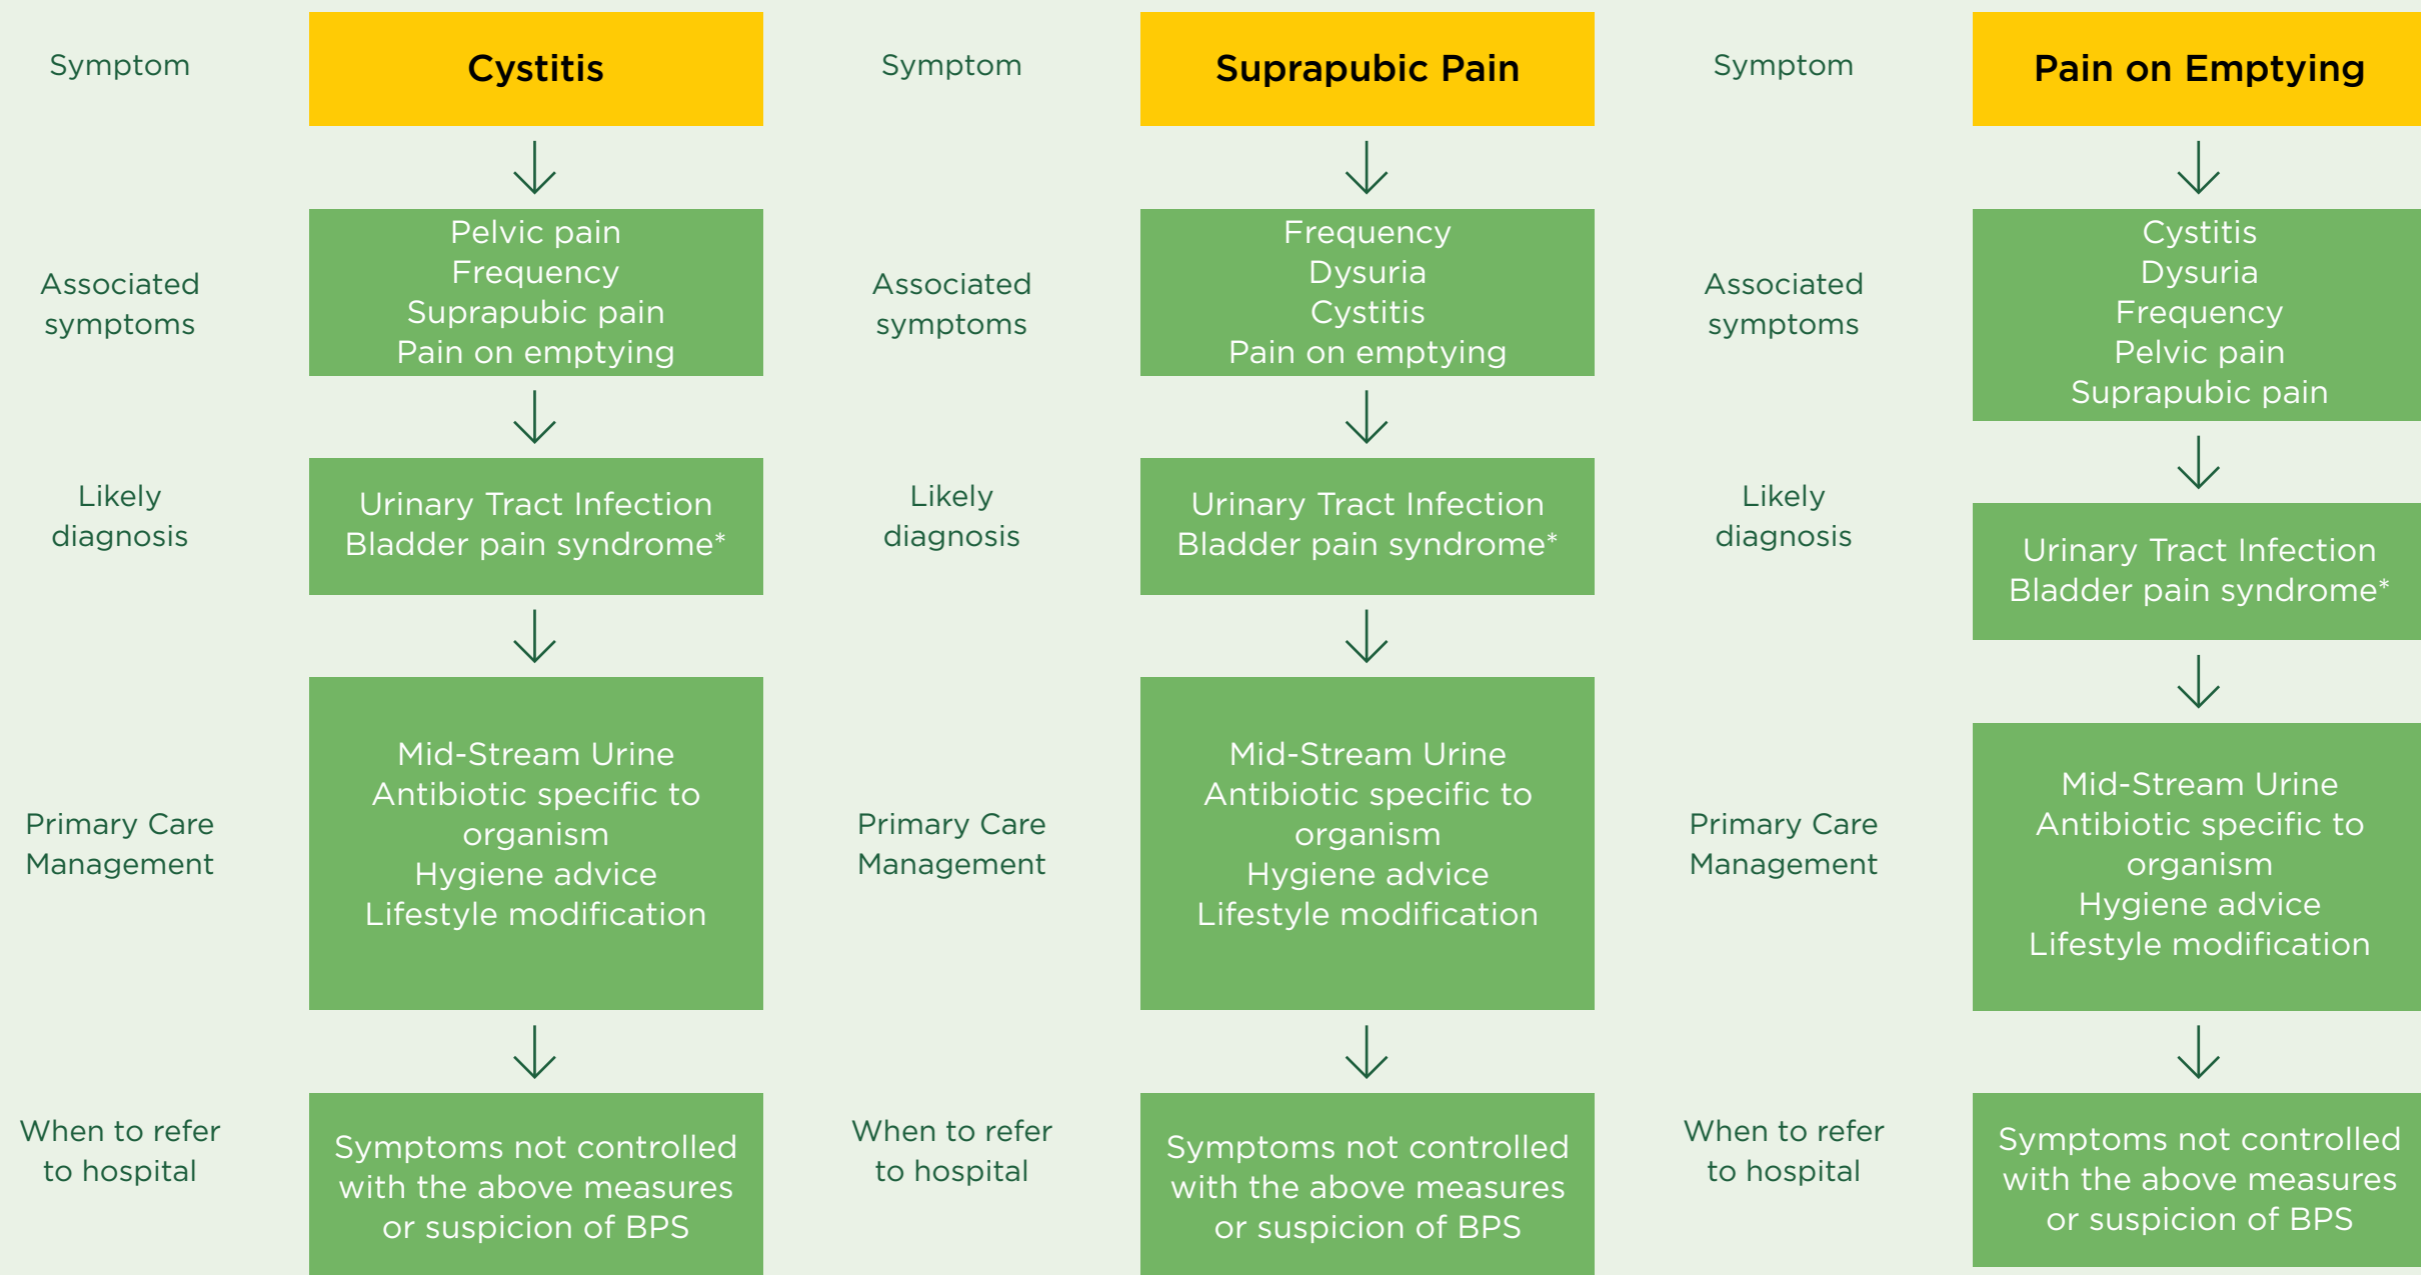 Symptom
Cystitis
Associated
symptoms
Pelvic pain
Frequency
Suprapubic pain
Pain on emptying
Likely
diagnosis
Urinary Tract Infection
Bladder pain syndrome*
Primary Care
Management
Mid-Stream Urine
Antibiotic specific to
organism
Hygiene advice
Lifestyle modification
When to refer
to hospital
Symptoms not controlled
with the above measures
or suspicion of BPS
Symptom
Suprapubic Pain
Associated
symptoms
Frequency
Dysuria
Cystitis
Pain on emptying
Likely
diagnosis
Urinary Tract Infection
Bladder pain syndrome*
Primary Care
Management
Mid-Stream Urine
Antibiotic specific to
organism
Hygiene advice
Lifestyle modification
When to refer
to hospital
Symptoms not controlled
with the above measures
or suspicion of BPS
Symptom
Pain on Emptying
Associated
symptoms
Cystitis
Dysuria
Frequency
Pelvic pain
Suprapubic pain
Likely
diagnosis
Urinary Tract Infection
Bladder pain syndrome*
Primary Care
Management
Mid-Stream Urine
Antibiotic specific to
organism
Hygiene advice
Lifestyle modification
When to refer
to hospital
Symptoms not controlled
with the above measures
or suspicion of BPS